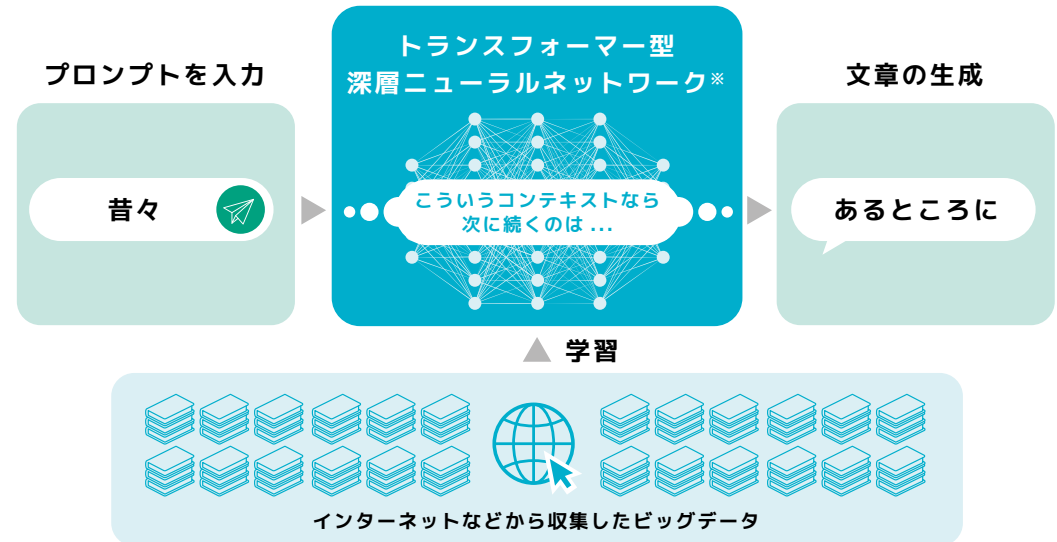 プロンプトを入力
昔々
トランスフォーマー型
深層ニューラルネットワーク※
こういうコンテキストなら
次に続くのは ...
文章の生成
あるところに
学習
インターネットなどから収集したビッグデータ